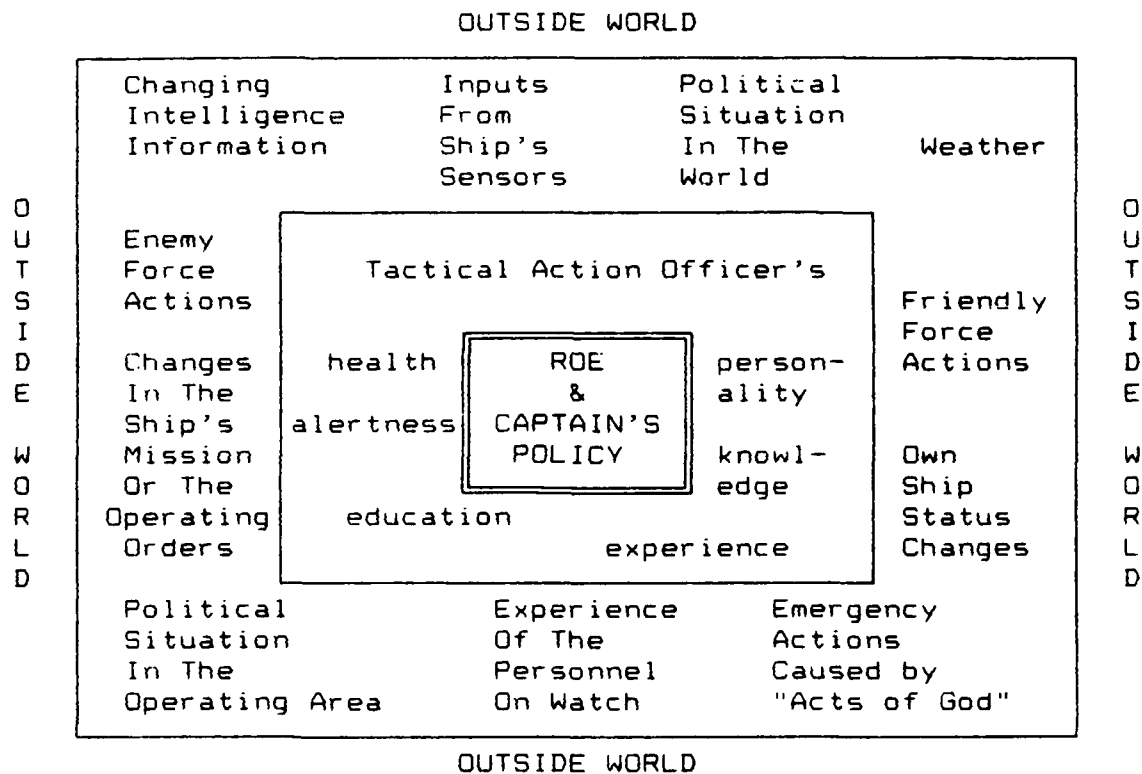 OUTSIDE WORLD
Changing
Intelligence
Information
Inputs
From
Ship's
Sensors
Political
Situation
In The
World
Weather
OUTSIDE WORLD
Enemy
Force
Actions
Changes
In The
Ship's
Mission
Or The
Operating
Orders
Tactical Action Officer's
health
alertness
education
ROE
&
CAPTAIN'S
POLICY
person-
ality
knowl-
edge
experience
Friendly
Force
Actions
Own
Ship
Status
Changes
OUTSIDE WORLD
Political
Situation
In The
Operating Area
Experience
Of The
Personnel
On Watch
Emergency
Actions
Caused by
"Acts of God"
OUTSIDE WORLD